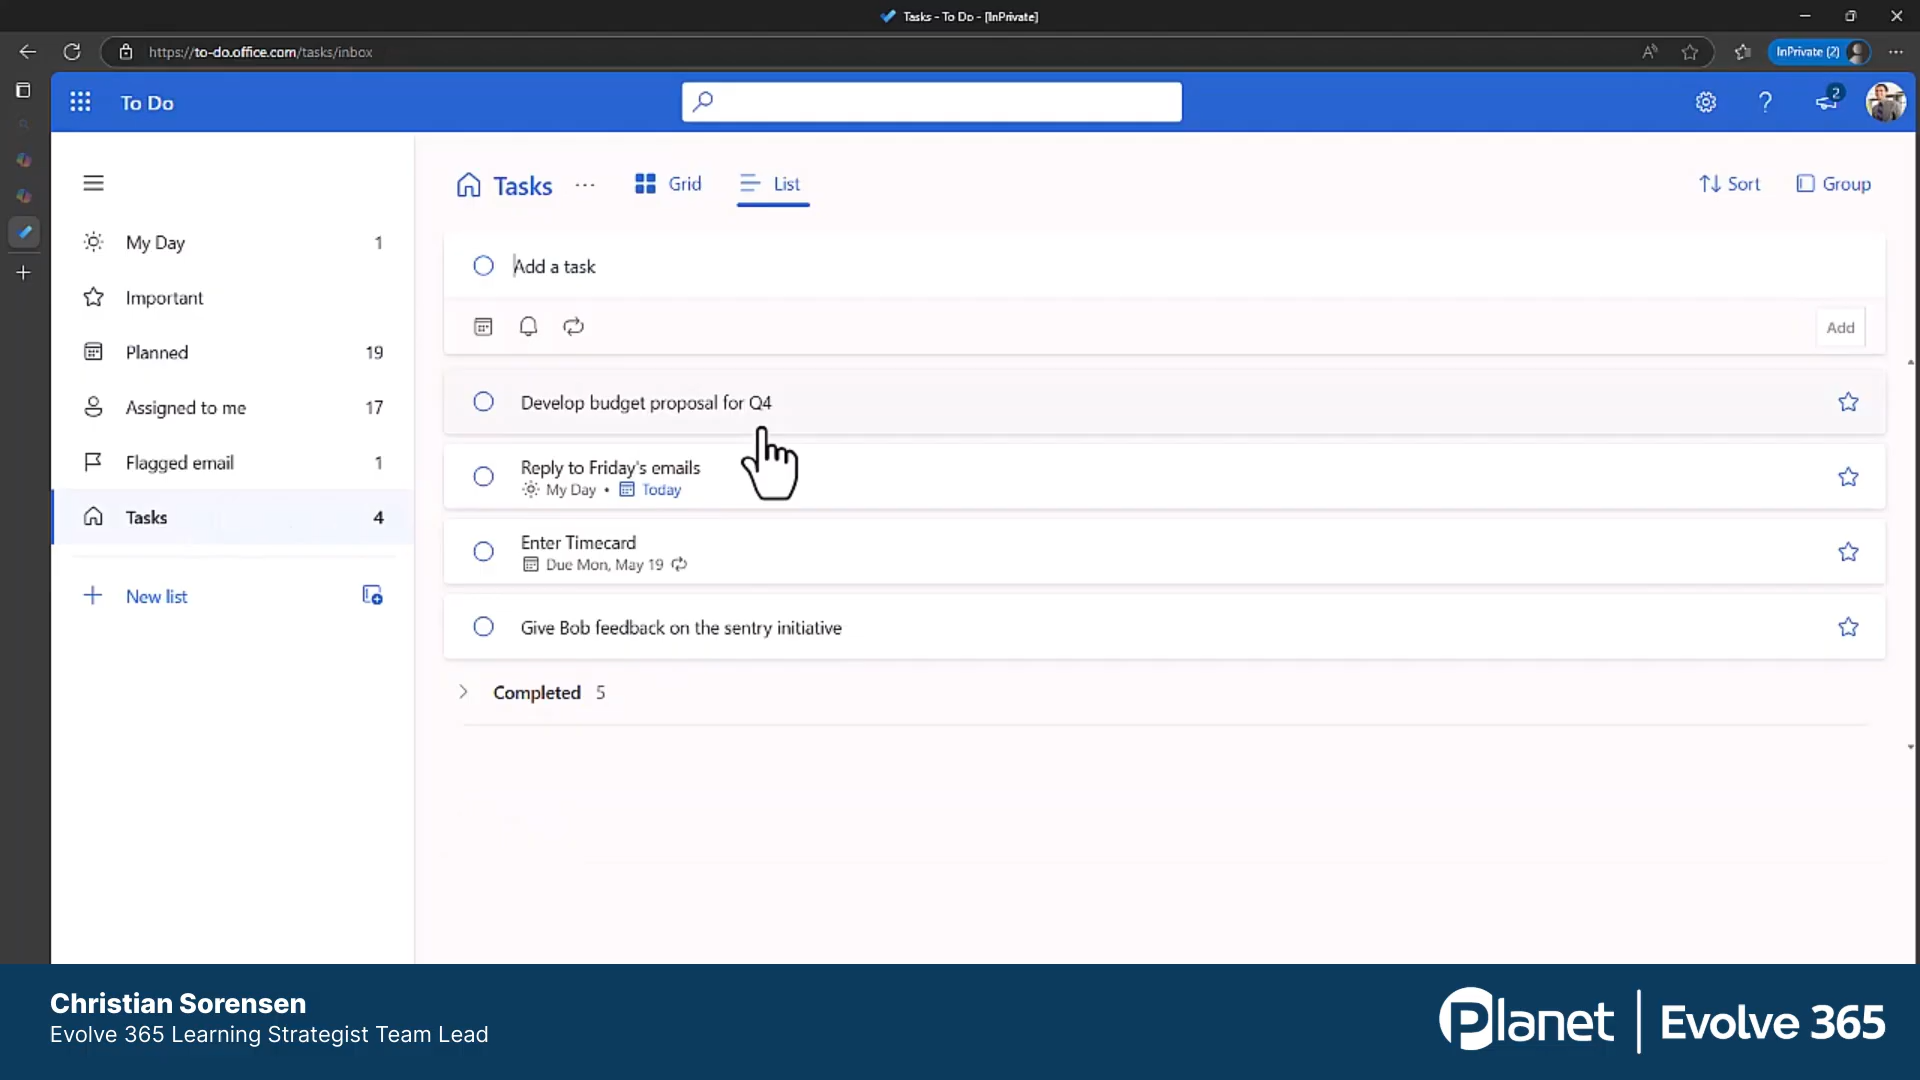 Tasks - To Do - [InPrivate]
https://to-do.office.com/tasks/inbox
InPrivate (2)
To Do
2
Tasks
Grid
List
Sort
Group
My Day 1
Important
Planned 19
Assigned to me 17
Flagged email 1
Tasks 4
New list
Add a task
Add
Develop budget proposal for Q4
Reply to Friday's emails
My Day • Today
Enter Timecard
Due Mon, May 19
Give Bob feedback on the sentry initiative
Completed 5
Christian Sorensen
Evolve 365 Learning Strategist Team Lead
Planet | Evolve 365